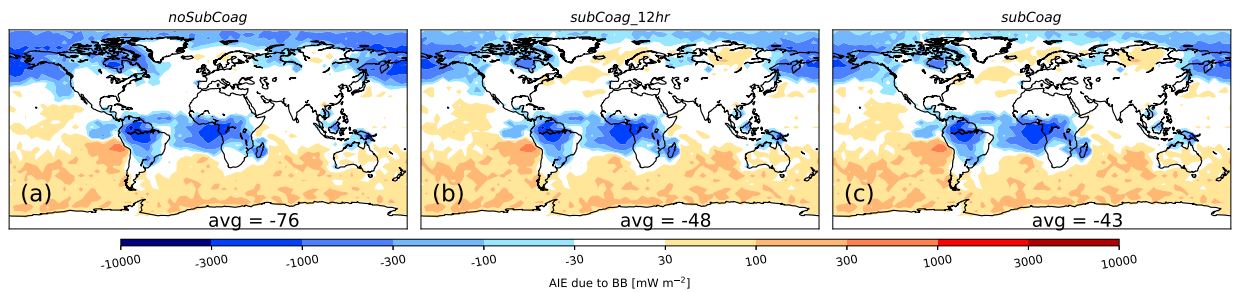 noSubCoag
subCoag_12hr
subCoag
(a)
avg = -76
(b)
avg = -48
(c)
avg = -43
-10000 -3000 -1000 -300 -100 -30 30 100 300 1000 3000 10000
AIE due to BB [mW m⁻²]